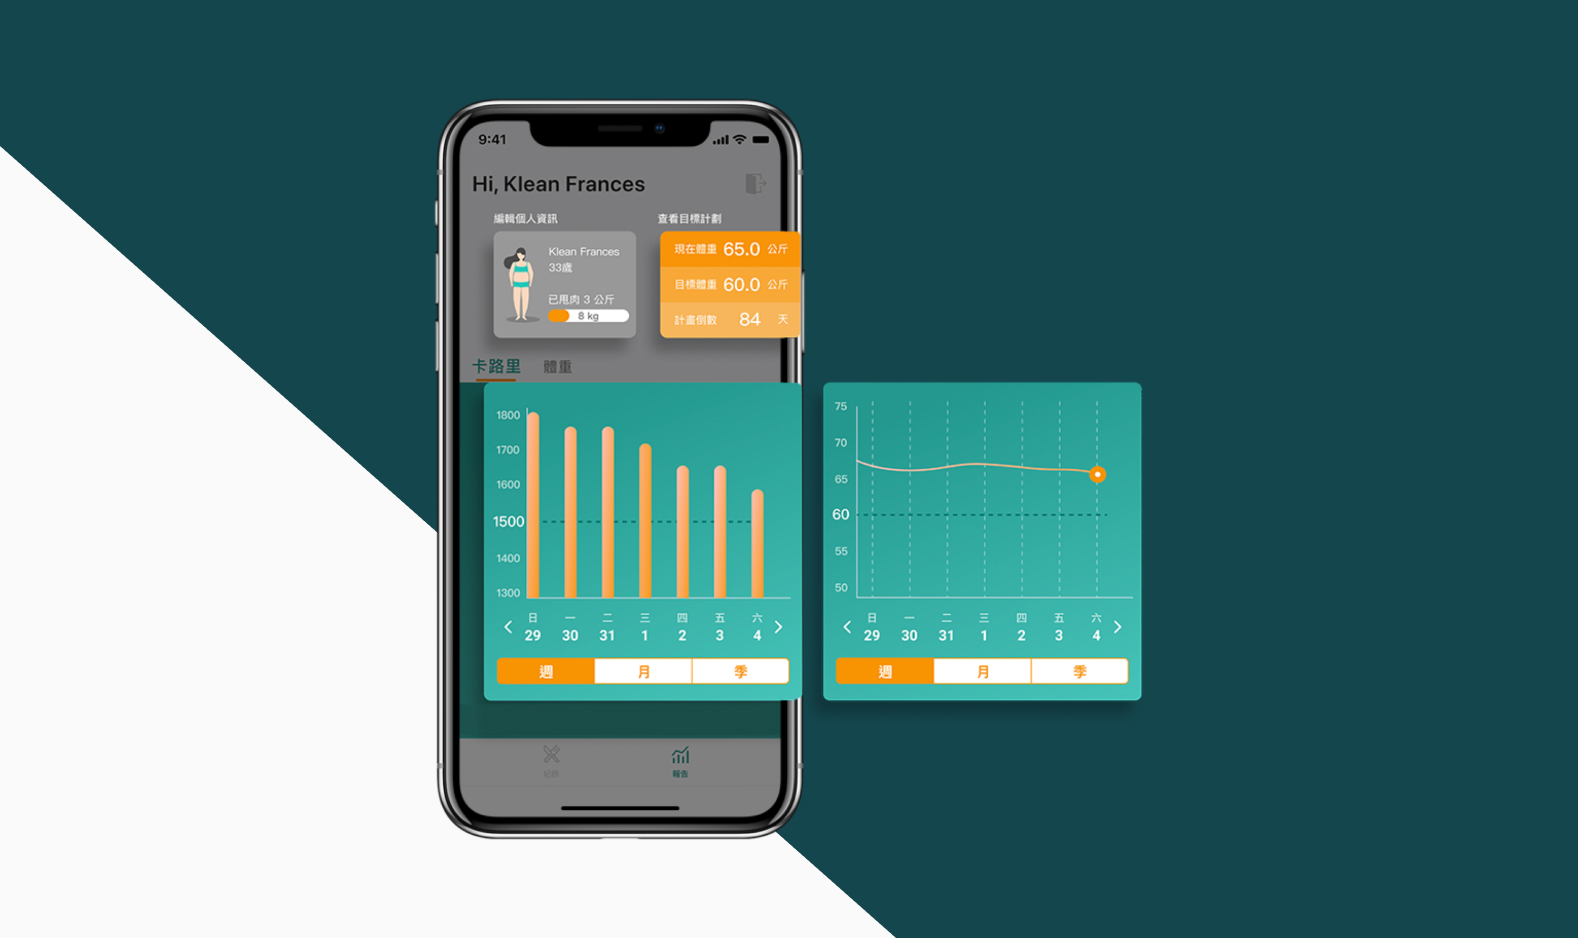 9:41
Hi, Klean Frances
編輯個人資訊
查看目標計劃
Klean Frances
33歲
已甩肉 3 公斤
8 kg
現在體重 65.0 公斤
目標體重 60.0 公斤
計畫倒數 84 天
卡路里 體重
1800
1700
1600
1500
1400
1300
日 一 二 三 四 五 六
29 30 31 1 2 3 4
週 月 季
75
70
65
60
55
50
日 一 二 三 四 五 六
29 30 31 1 2 3 4
週 月 季
紀錄 報告